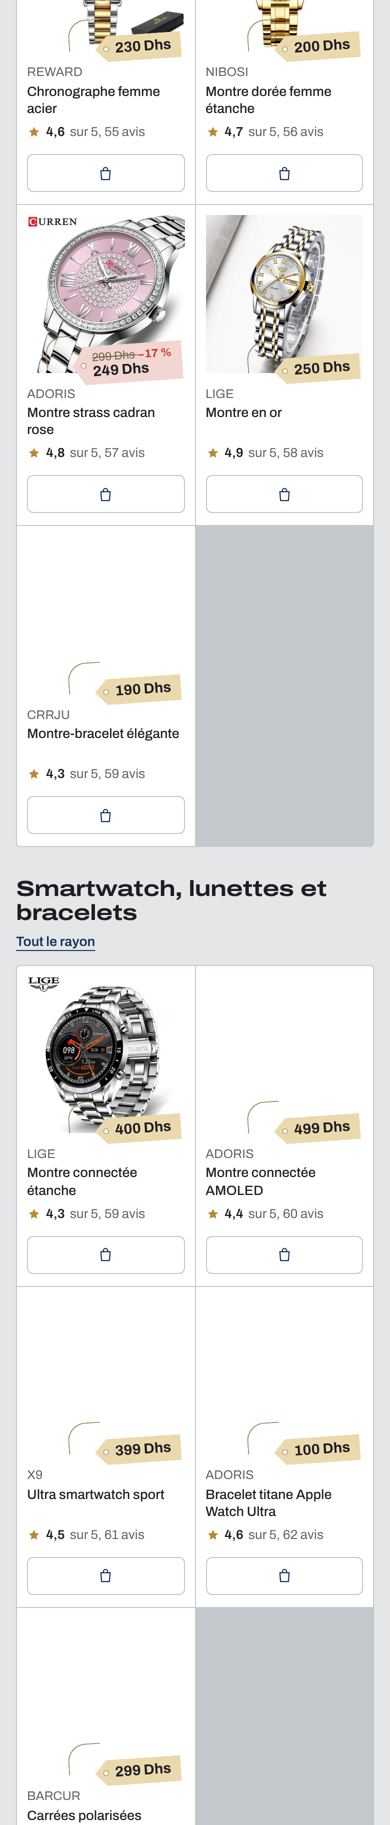 230 Dhs
REWARD
Chronographe femme
acier
4,6 sur 5, 55 avis
200 Dhs
NIBOSI
Montre dorée femme
étanche
4,7 sur 5, 56 avis
CURREN
299 Dhs -17 %
249 Dhs
ADORIS
Montre strass cadran
rose
4,8 sur 5, 57 avis
250 Dhs
LIGE
Montre en or
4,9 sur 5, 58 avis
190 Dhs
CRRJU
Montre-bracelet élégante
4,3 sur 5, 59 avis
Smartwatch, lunettes et
bracelets
Tout le rayon
LIGE
098
400 Dhs
LIGE
Montre connectée
étanche
4,3 sur 5, 59 avis
499 Dhs
ADORIS
Montre connectée
AMOLED
4,4 sur 5, 60 avis
399 Dhs
X9
Ultra smartwatch sport
4,5 sur 5, 61 avis
100 Dhs
ADORIS
Bracelet titane Apple
Watch Ultra
4,6 sur 5, 62 avis
299 Dhs
BARCUR
Carrées polarisées